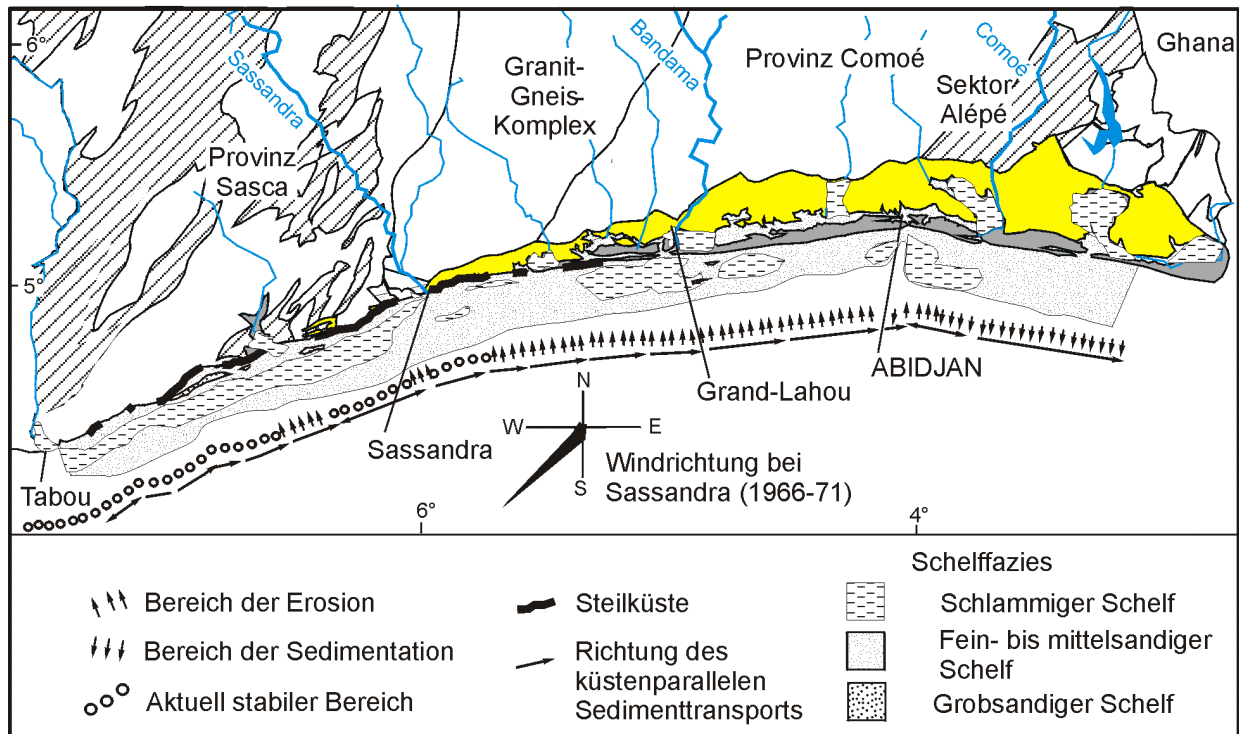 6°
Sassandra
Provinz
Sasca
Granit-
Gneis-
Komplex
Bandama
Provinz Comoé
Comoé
Sektor
Alépé
Ghana
5°
Tabou
Sassandra
Grand-Lahou
ABIDJAN
N
W
E
S
Windrichtung bei
Sassandra (1966-71)
6°
4°
Bereich der Erosion
Bereich der Sedimentation
Aktuell stabiler Bereich
Steilküste
Richtung des
küstenparallelen
Sedimenttransports
Schelffazies
Schlammiger Schelf
Fein- bis mittelsandiger
Schelf
Grobsandiger Schelf